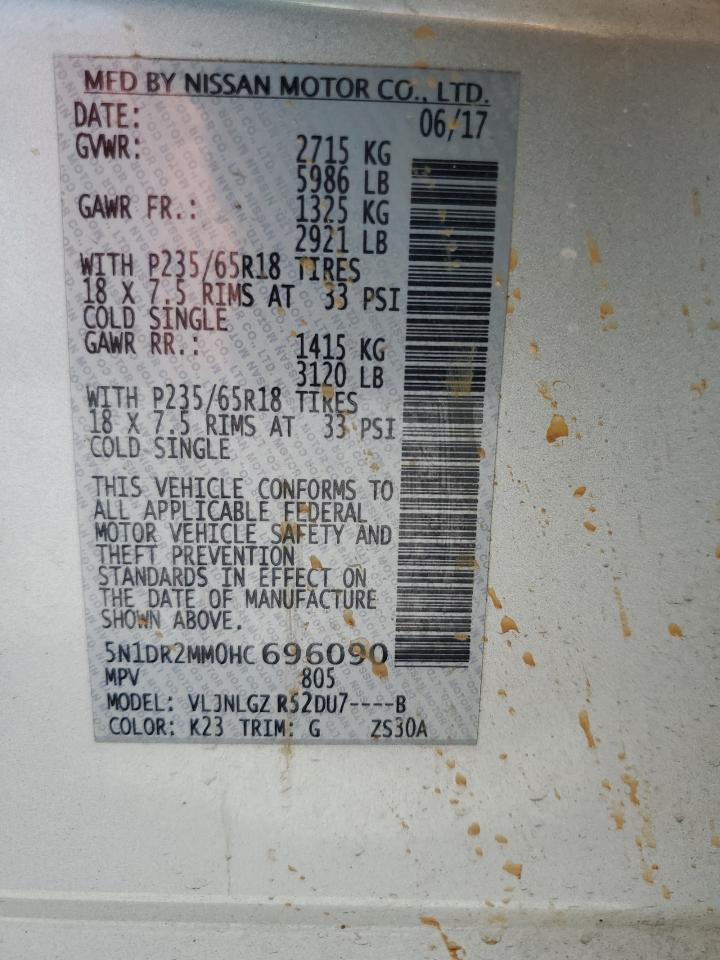 MFD BY NISSAN MOTOR CO., LTD.
DATE: 06/17
GVWR: 2715 KG
5986 LB
GAWR FR.: 1325 KG
2921 LB
WITH P235/65R18 TIRES
18 X 7.5 RIMS AT 33 PSI
COLD SINGLE
GAWR RR.: 1415 KG
3120 LB
WITH P235/65R18 TIRES
18 X 7.5 RIMS AT 33 PSI
COLD SINGLE
THIS VEHICLE CONFORMS TO
ALL APPLICABLE FEDERAL
MOTOR VEHICLE SAFETY AND
THEFT PREVENTION
STANDARDS IN EFFECT ON
THE DATE OF MANUFACTURE
SHOWN ABOVE.
5N1DR2MM0HC 696090
MPV 805
MODEL: VLJNLGZ R52DU7----B
COLOR: K23 TRIM: G ZS30A